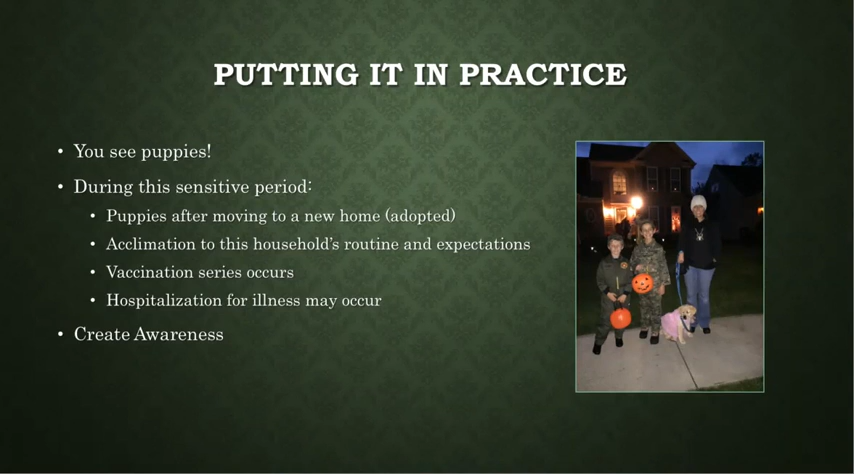 PUTTING IT IN PRACTICE
• You see puppies!
• During this sensitive period:
• Puppies after moving to a new home (adopted)
• Acclimation to this household's routine and expectations
• Vaccination series occurs
• Hospitalization for illness may occur
• Create Awareness